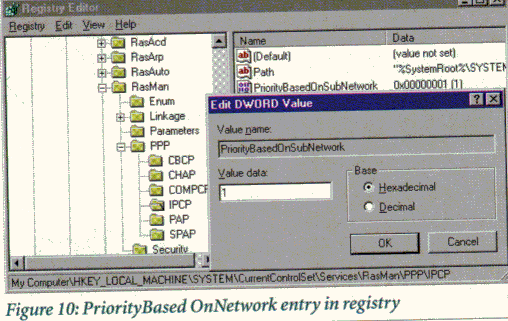 Registry Editor
Registry Edit View Help
RasAcd
RasArp
RasAuto
RasMan
Enum
Linkage
Parameters
PPP
CBCP
CHAP
COMPCP
IPCP
PAP
SPAP
Security
Name Data
(Default) (value not set)
Path "%SystemRoot%\SYSTEM
PriorityBasedOnSubNetwork 0x00000001 (1)
Edit DWORD Value
Value name:
PriorityBasedOnSubNetwork
Value data:
1
Base
Hexadecimal
Decimal
OK Cancel
My Computer\HKEY_LOCAL_MACHINE\SYSTEM\CurrentControlSet\Services\RasMan\PPP\IPCP
Figure 10: PriorityBased OnNetwork entry in registry